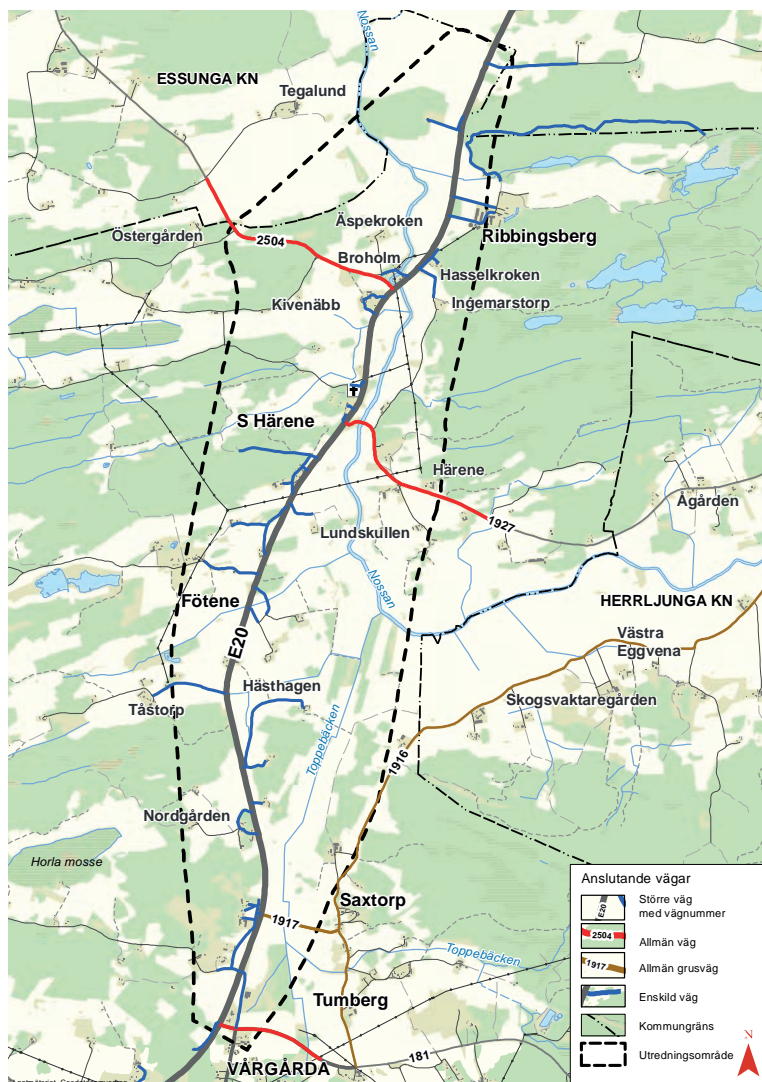 Nossan
ESSUNGA KN
Tegalund
Äspekroken
Östergården
2504
Ribbingsberg
Broholm
Hasselkroken
Kivenäbb
Ingemarstorp
S Härene
Härene
Ågården
1927
Lundskullen
Nossan
Fötene
HERRLJUNGA KN
E20
Västra
Eggvena
Hästhagen
Tåstorp
Skogsvaktaregården
Toppebäcken
1916
Nordgården
Horla mosse
Saxtorp
1917
Toppebäcken
Tumberg
181
VÅRGÅRDA
Anslutande vägar
E20
Större väg
med vägnummer
2504
Allmän väg
1917
Allmän grusväg
Enskild väg
Kommungräns
Utredningsområde
N